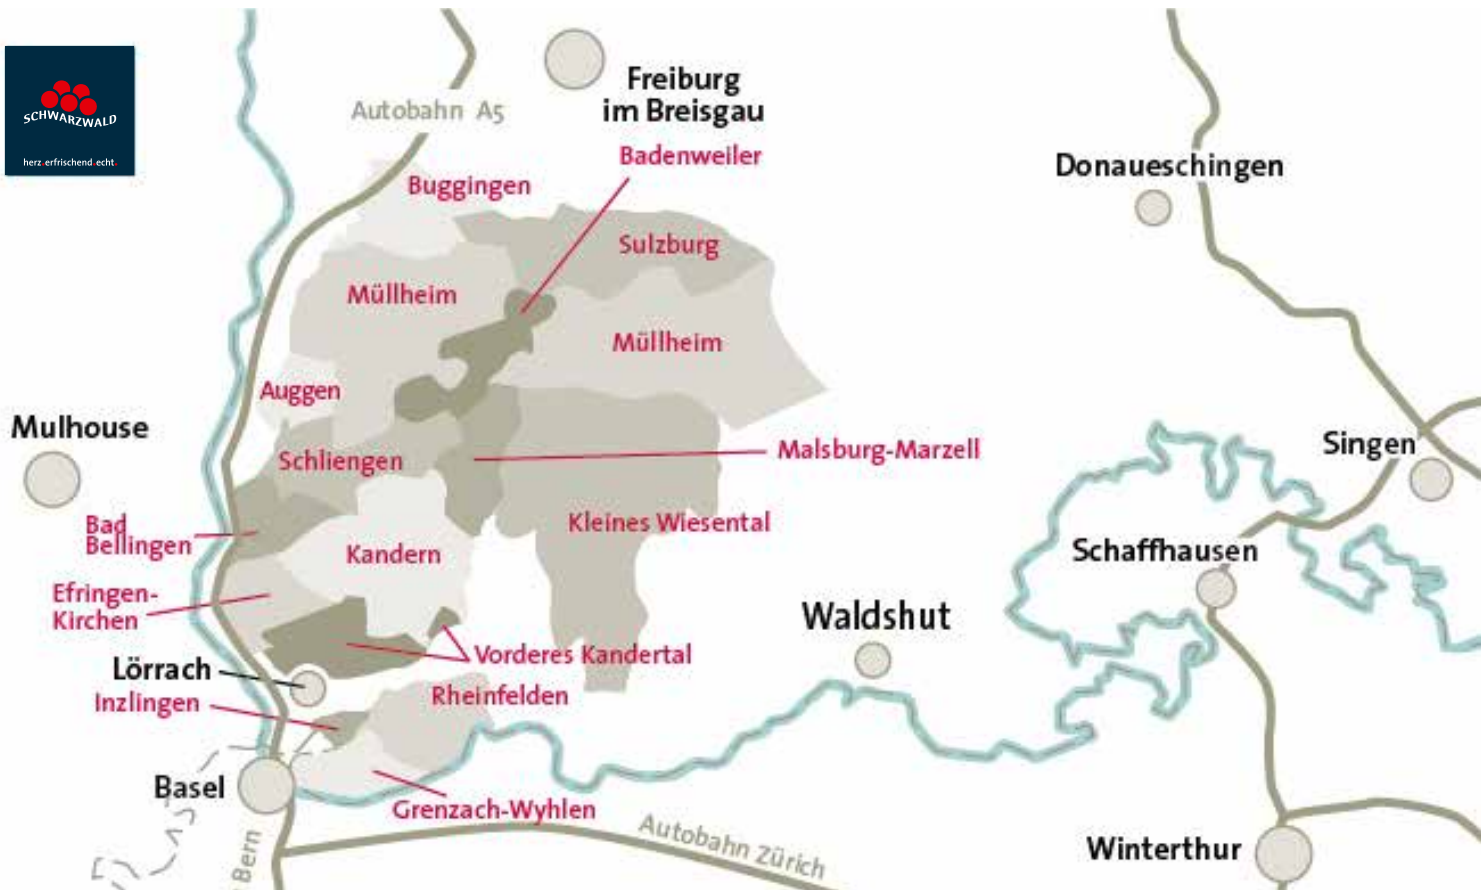 SCHWARZWALD
herz.erfrischend.echt.
Freiburg
im Breisgau
Autobahn A5
Badenweiler
Donaueschingen
Buggingen
Sulzburg
Müllheim
Müllheim
Auggen
Mulhouse
Singen
Malsburg-Marzell
Schliengen
Bad
Bellingen
Kleines Wiesental
Kandern
Schaffhausen
Efringen-
Kirchen
Waldshut
Vorderes Kandertal
Lörrach
Rheinfelden
Inzlingen
Basel
Grenzach-Wyhlen
Autobahn Zürich
Bern
Winterthur